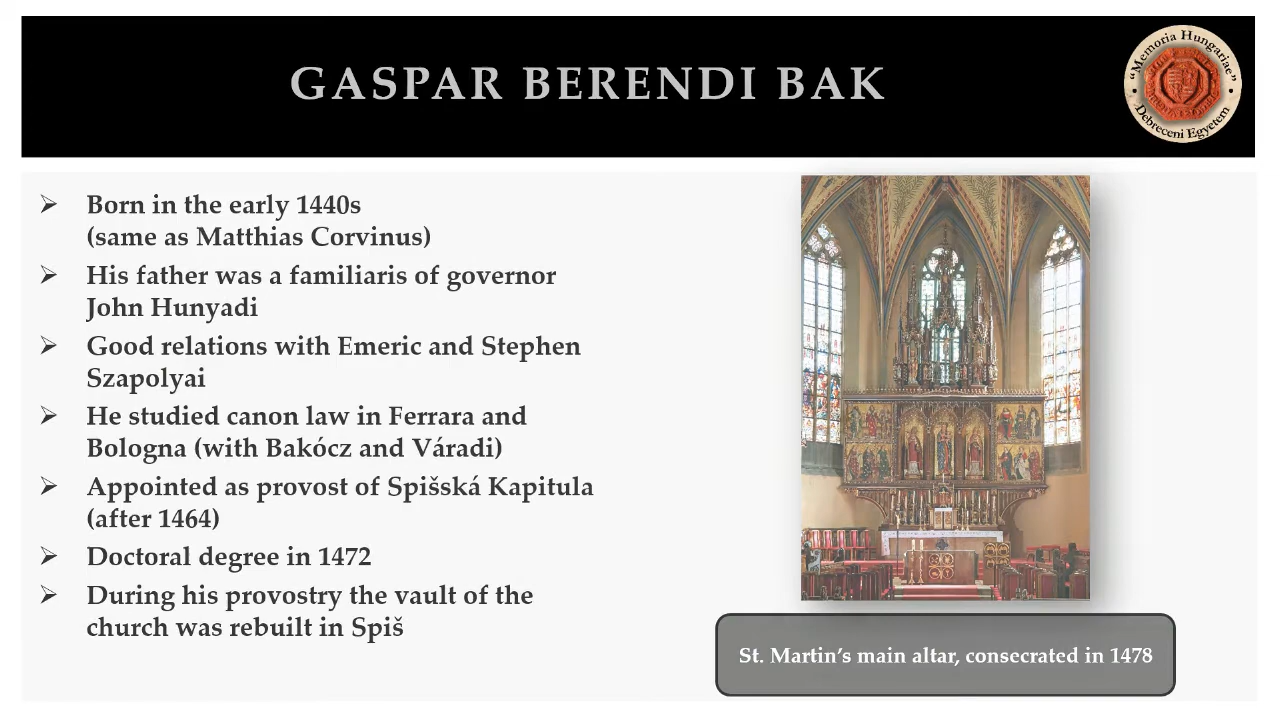 GASPAR BERENDI BAK
„Memoria Hungariae”
Debreceni Egyetem
Born in the early 1440s
(same as Matthias Corvinus)
His father was a familiaris of governor
John Hunyadi
Good relations with Emeric and Stephen
Szapolyai
He studied canon law in Ferrara and
Bologna (with Bakócz and Váradi)
Appointed as provost of Spišská Kapitula
(after 1464)
Doctoral degree in 1472
During his provostry the vault of the
church was rebuilt in Spiš
St. Martin’s main altar, consecrated in 1478